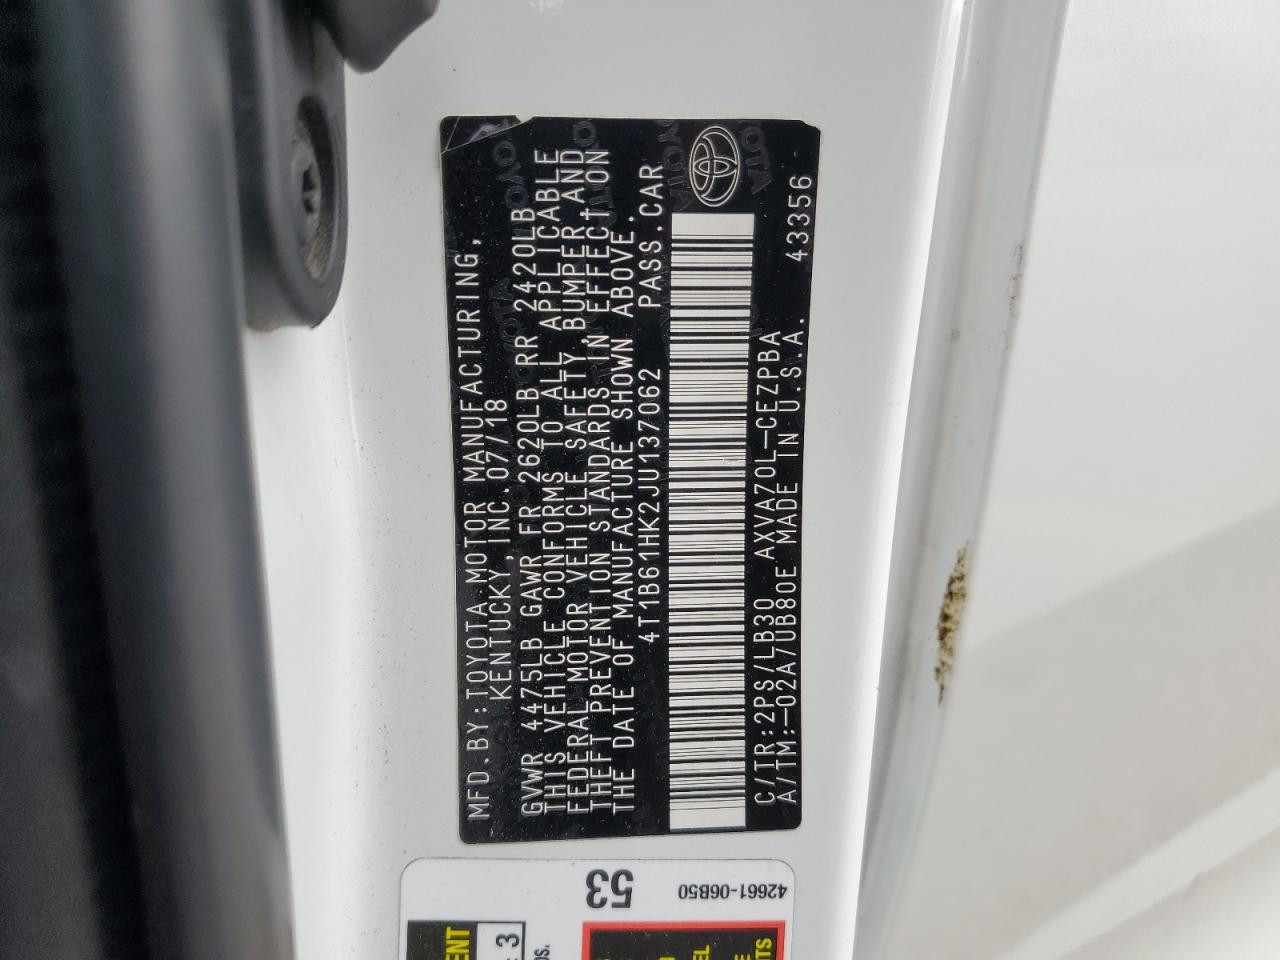 MFD.BY:TOYOTA MOTOR MANUFACTURING,
KENTUCKY,INC.07/18
GVWR 4475LB GAWR FR 2620LB RR 2420LB
THIS VEHICLE CONFORMS TO ALL APPLICABLE
FEDERAL MOTOR VEHICLE SAFETY,BUMPER,AND
THEFT PREVENTION STANDARDS IN EFFECT ON
THE DATE OF MANUFACTURE SHOWN ABOVE.
4T1B61HK2JU137062 PASS.CAR
C/TR:2PS/LB30 AXVA70L-CEZPBA
A/TM:-02A/UB80E MADE IN U.S.A. 43356
53
42661-06B50
3